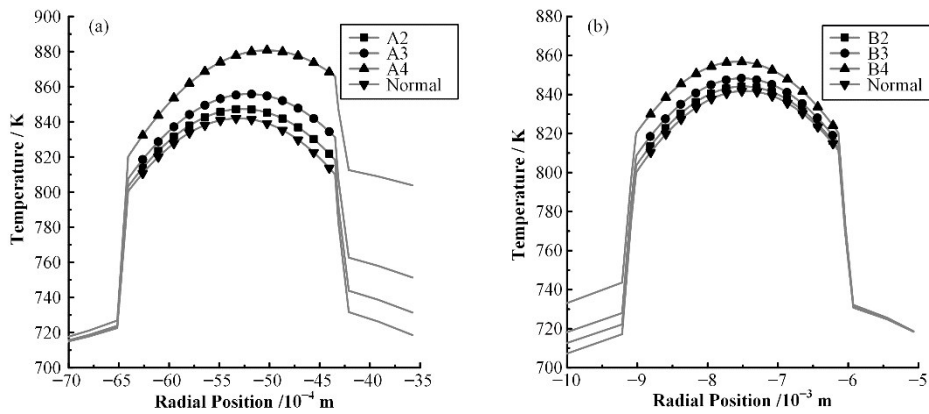 (a)
A2
A3
A4
Normal
Temperature / K
900
880
860
840
820
800
760
740
720
700
−70
−65
−60
−55
−50
−45
−40
−35
−30
Radial Position /10⁻⁴ m
(b)
B2
B3
B4
Normal
Temperature / K
880
860
840
820
800
760
740
720
700
−10
−9
−8
−7
−6
−5
Radial Position /10⁻³ m